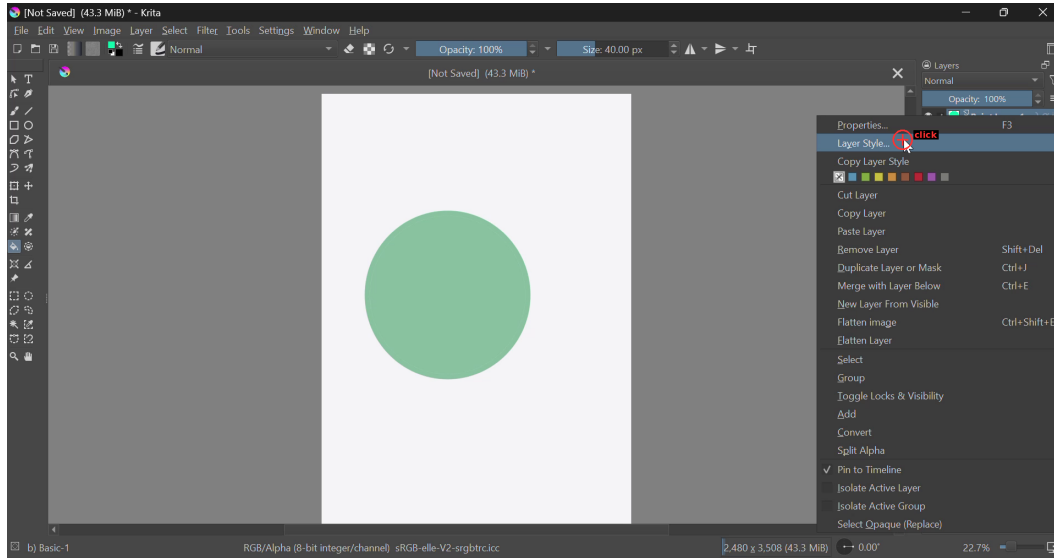 [Not Saved] (43.3 MiB) * - Krita
File Edit View Image Layer Select Filter Tools Settings Window Help
Normal Opacity: 100% Size: 40.00 px
[Not Saved] (43.3 MiB) *
Layers
Normal
Opacity: 100%
Properties... F3
Layer Style... click
Copy Layer Style
Cut Layer
Copy Layer
Paste Layer
Remove Layer Shift+Del
Duplicate Layer or Mask Ctrl+J
Merge with Layer Below Ctrl+E
New Layer From Visible
Flatten image Ctrl+Shift+E
Flatten Layer
Select
Group
Toggle Locks & Visibility
Add
Convert
Split Alpha
Pin to Timeline
Isolate Active Layer
Isolate Active Group
Select Opaque (Replace)
b) Basic-1 RGB/Alpha (8-bit integer/channel) sRGB-elle-V2-srgbtrc.icc 2,480 x 3,508 (43.3 MiB) 0.00° 22.7%